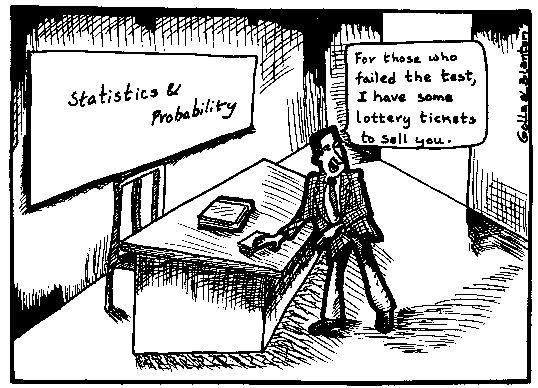 Statistics &
Probability
For those who
failed the test,
I have some
lottery tickets
to sell you.